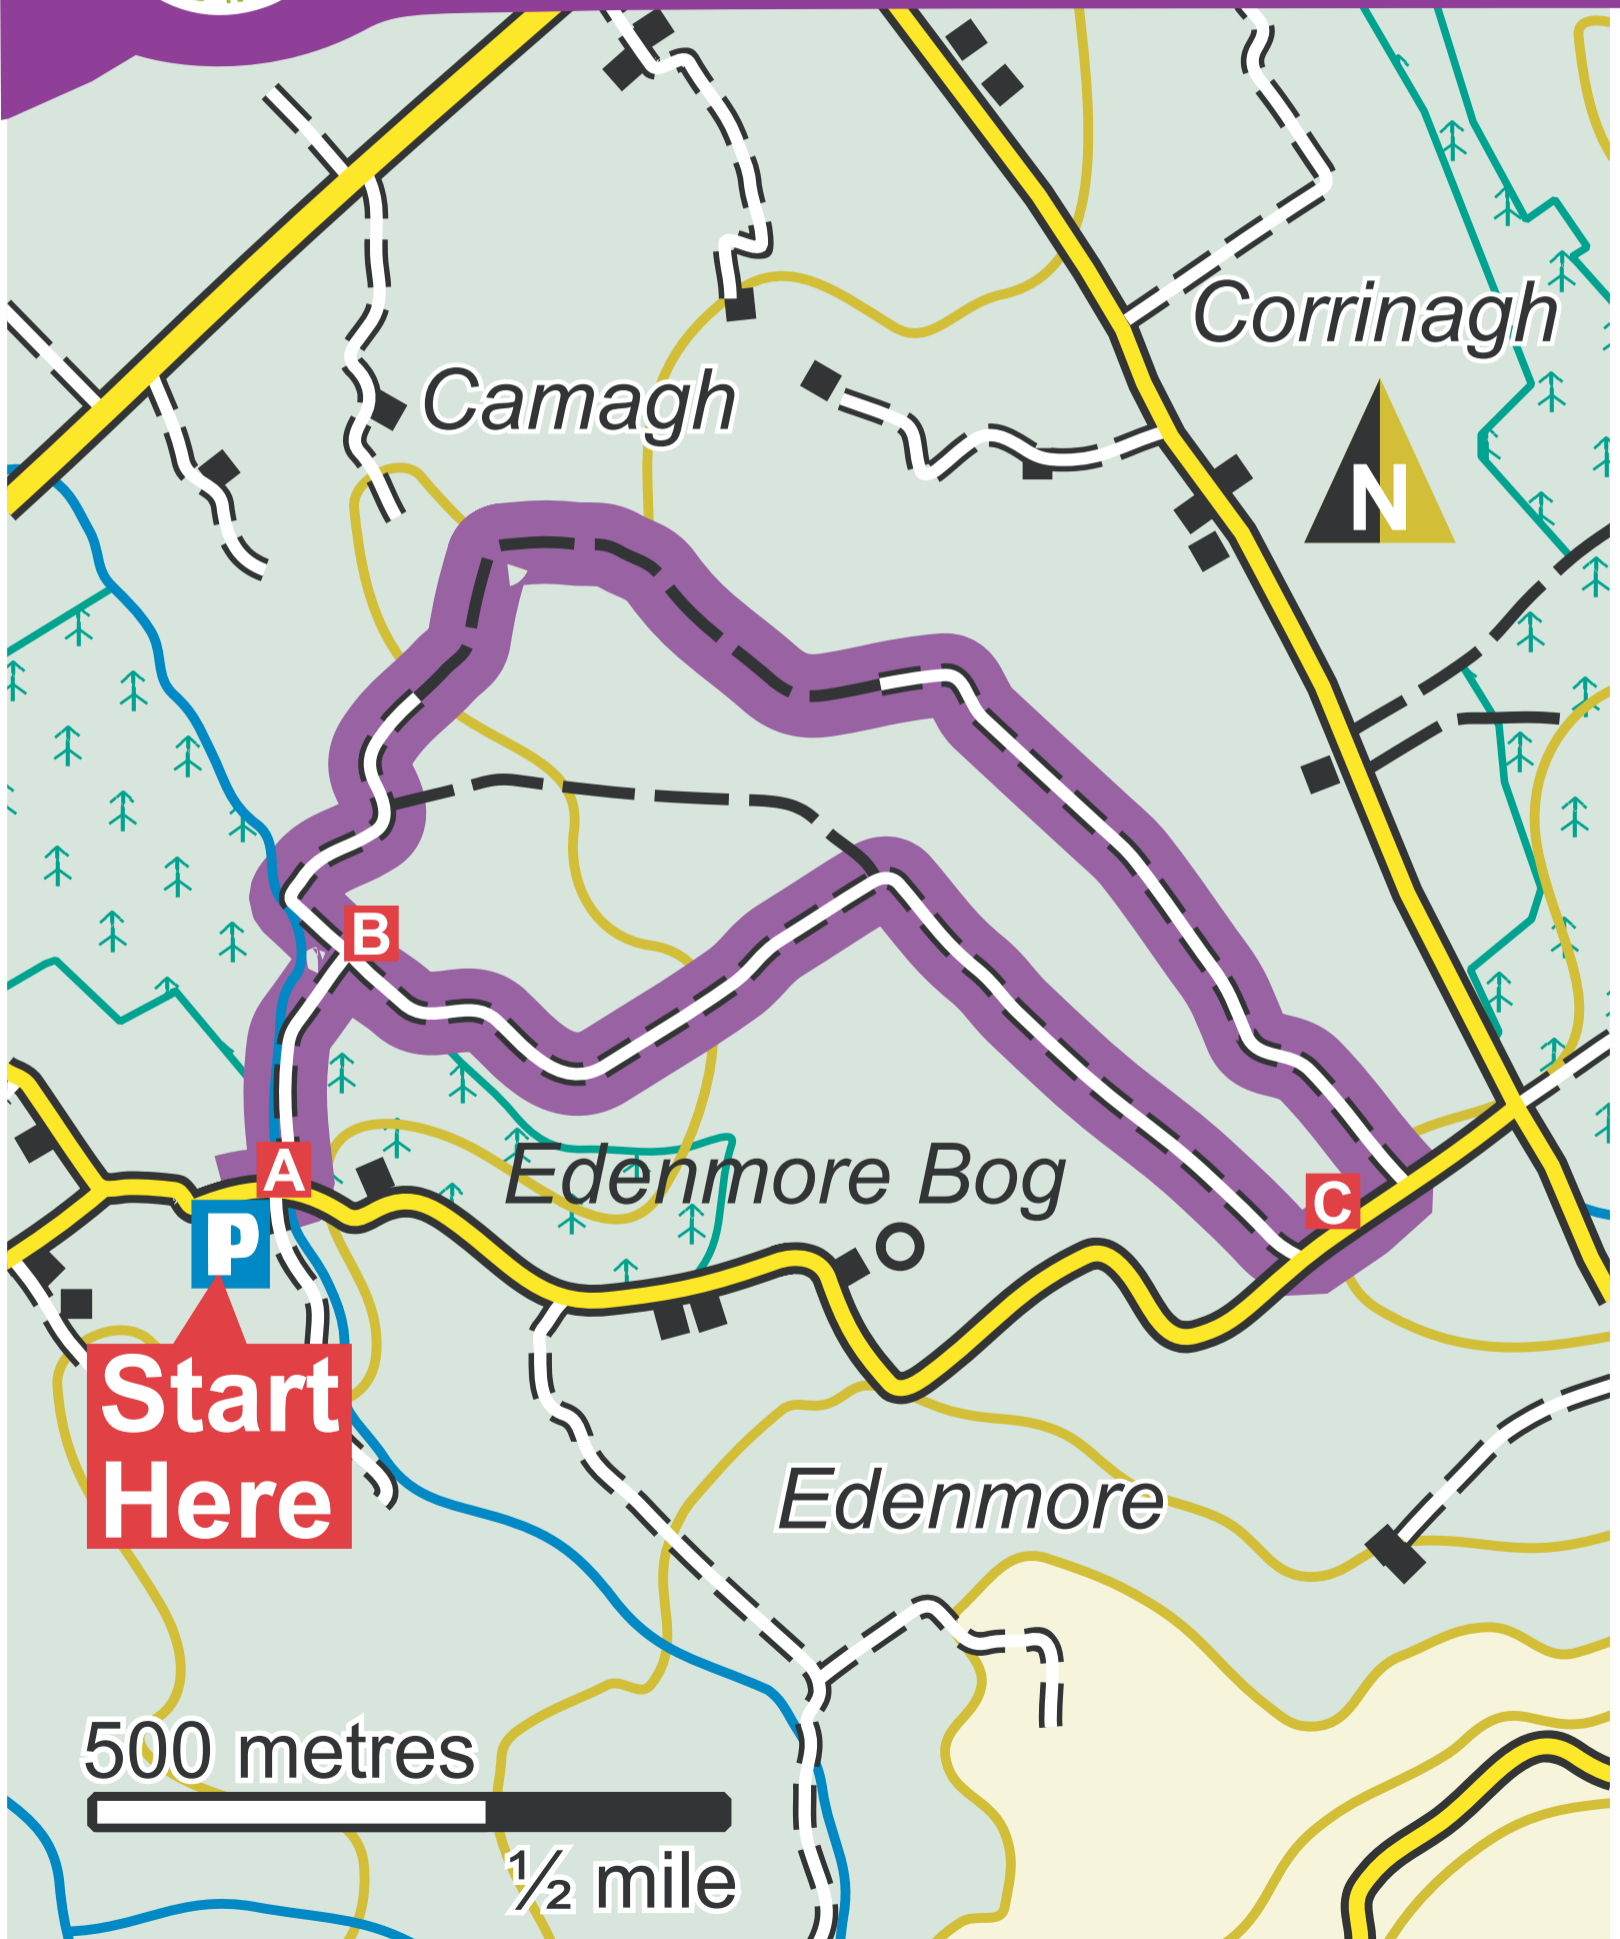 Corrinagh
Camagh
N
B
Edenmore Bog
A
C
P
Start
Here
Edenmore
500 metres
½ mile